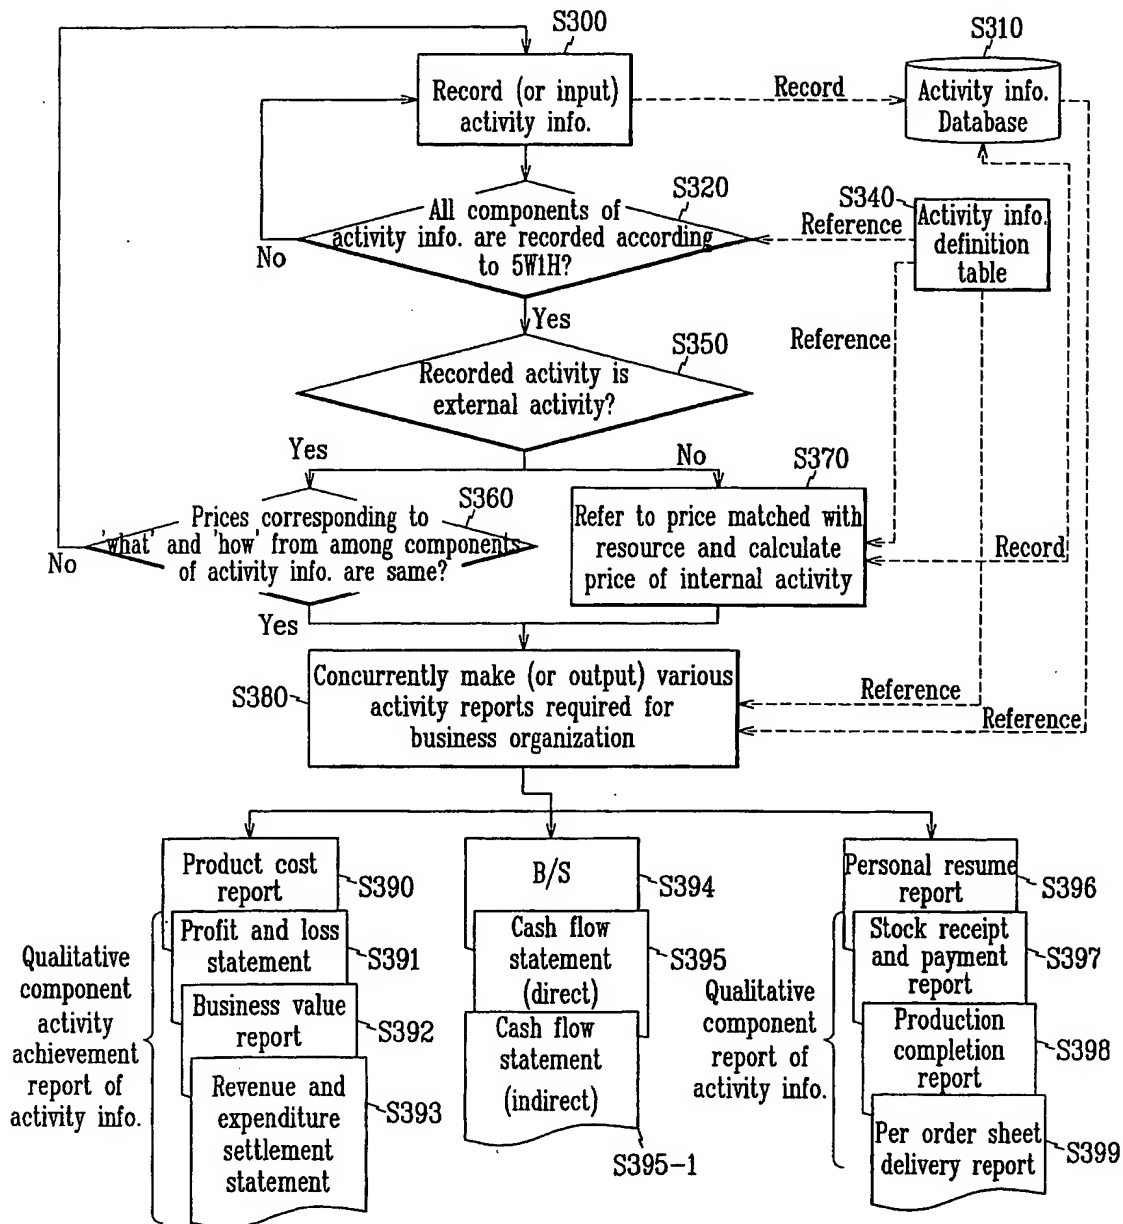 S300
S310
Record (or input)
activity info.
Record
Activity info.
Database
S320
All components of
activity info. are recorded according
to 5W1H?
No
S340
Reference
Activity info.
definition
table
Yes
Reference
S350
Recorded activity is
external activity?
Yes
No
S360
S370
Prices corresponding to
'what' and 'how' from among components
of activity info. are same?
No
Refer to price matched with
resource and calculate
price of internal activity
Record
Yes
S380
Concurrently make (or output) various
activity reports required for
business organization
Reference
Reference
Product cost
report
S390
Profit and loss
statement
S391
Business value
report
S392
Revenue and
expenditure
settlement
statement
S393
Qualitative
component
activity
achievement
report of
activity info.
B/S
S394
Cash flow
statement
(direct)
S395
Cash flow
statement
(indirect)
S395-1
Personal resume
report
S396
Stock receipt
and payment
report
S397
Production
completion
report
S398
Per order sheet
delivery report
S399
Qualitative
component
report of
activity info.